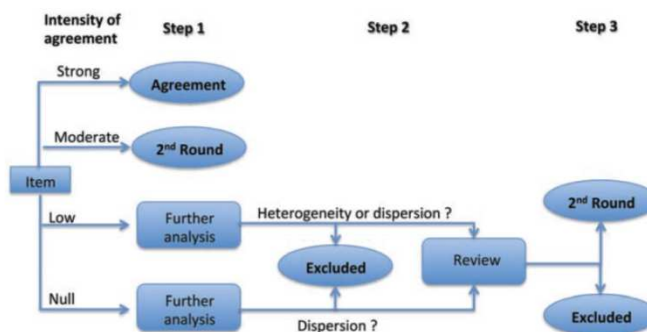 Intensity of
agreement
Step 1
Step 2
Step 3
Strong
Agreement
Moderate
2nd Round
Item
Low
Further
analysis
Heterogeneity or dispersion ?
2nd Round
Excluded
Review
Null
Further
analysis
Dispersion ?
Excluded